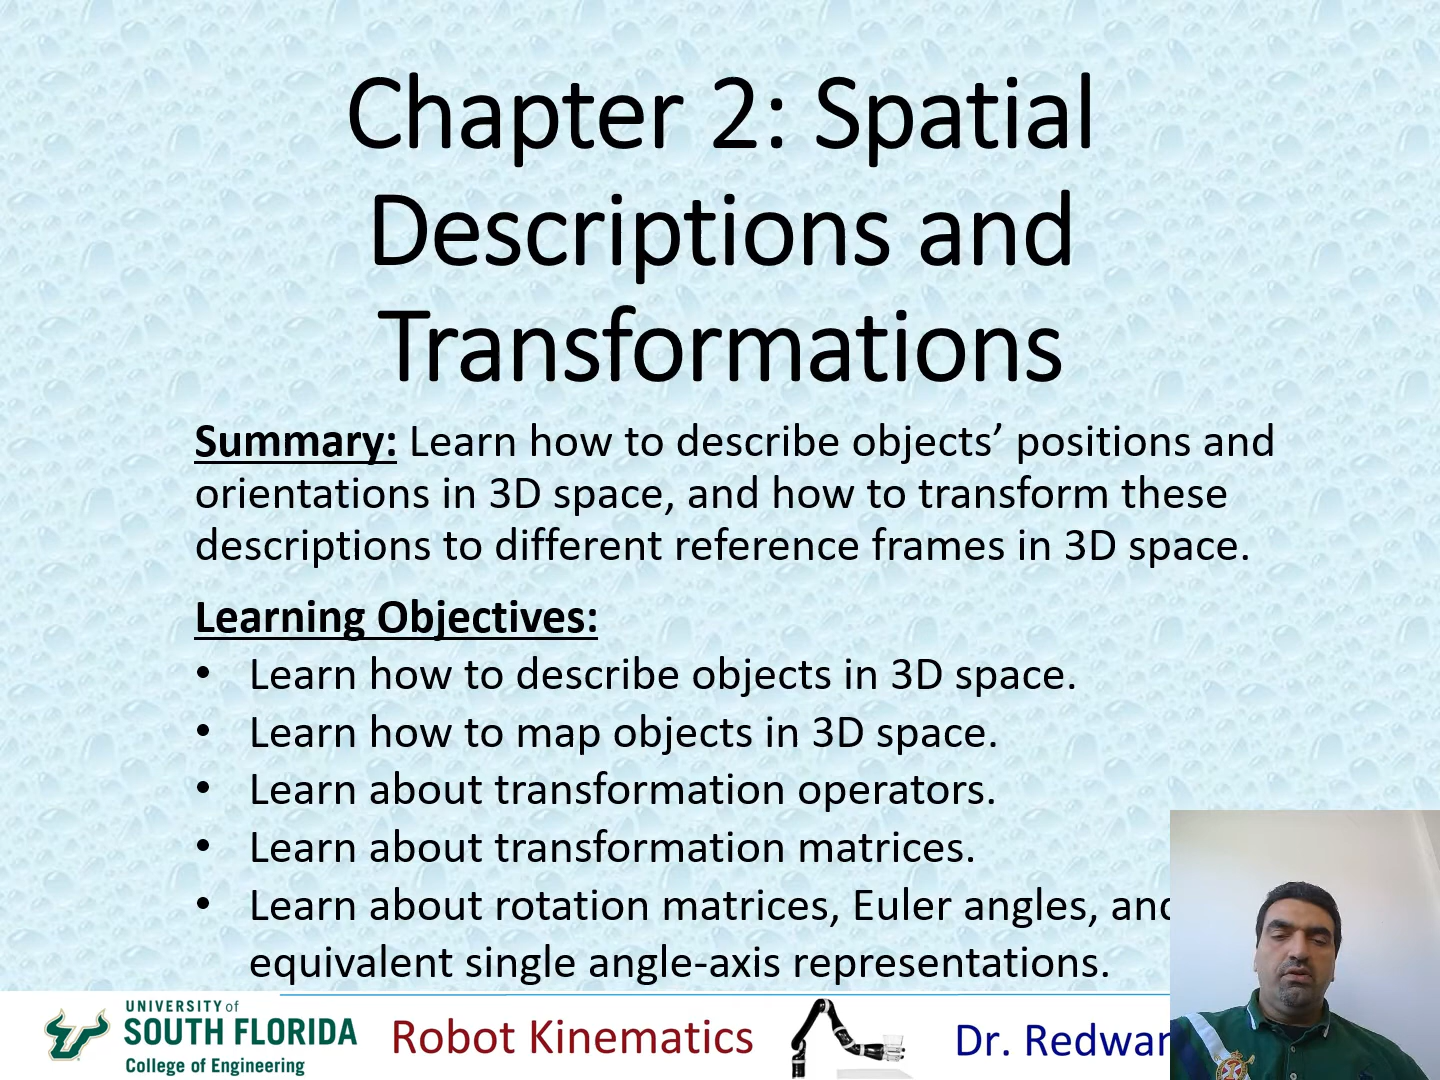 Chapter 2: Spatial
Descriptions and
Transformations
Summary: Learn how to describe objects’ positions and
orientations in 3D space, and how to transform these
descriptions to different reference frames in 3D space.
Learning Objectives:
• Learn how to describe objects in 3D space.
• Learn how to map objects in 3D space.
• Learn about transformation operators.
• Learn about transformation matrices.
• Learn about rotation matrices, Euler angles, and
equivalent single angle-axis representations.
UNIVERSITY of
SOUTH FLORIDA
College of Engineering
Robot Kinematics
Dr. Redwan